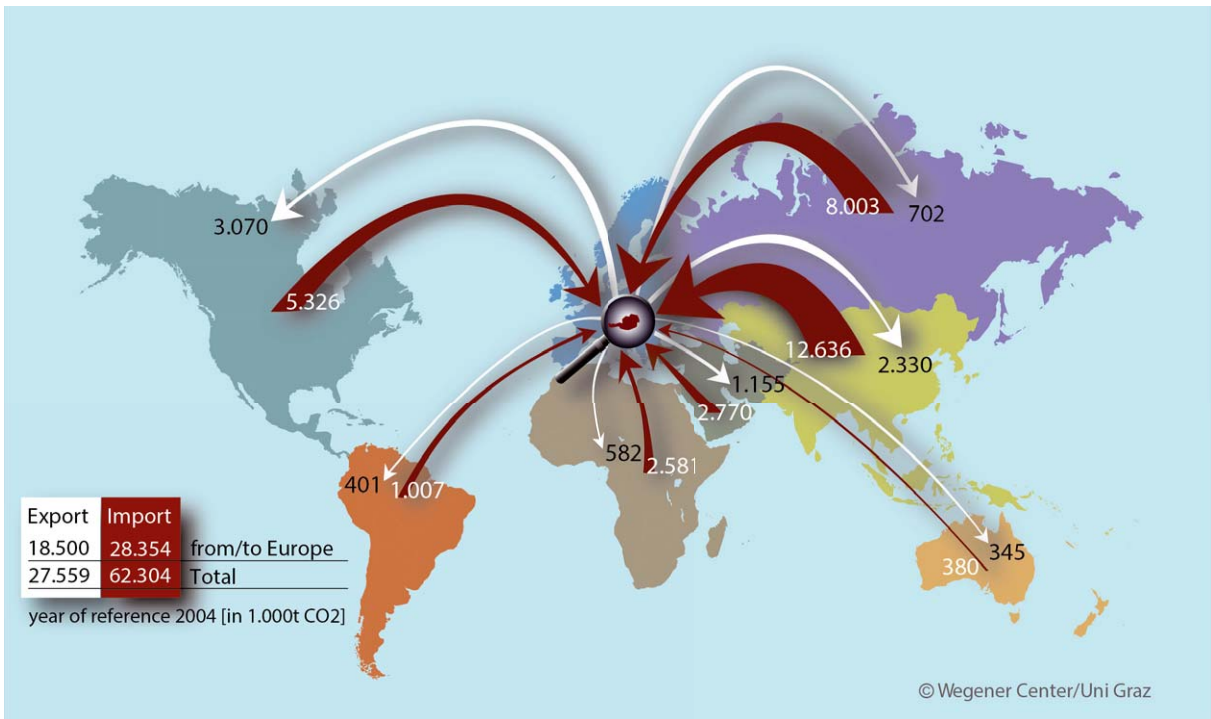 8.003
702
3.070
5.326
12.636
2.330
1.155
2.770
582
2.581
401
1.007
Export Import
18.500 28.354 from/to Europe
27.559 62.304 Total
year of reference 2004 [in 1.000t CO2]
345
380
© Wegener Center/Uni Graz